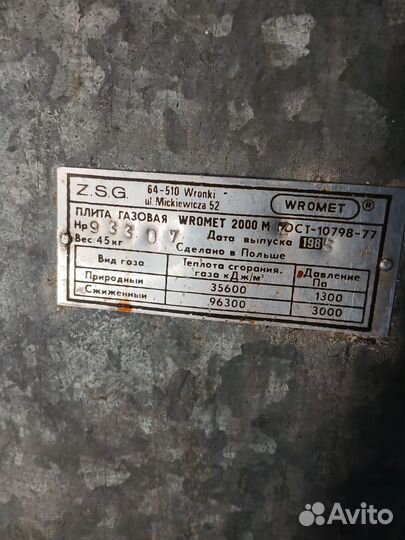 Z.S.G. 64-510 Wronki
ul. Mickiewicza 52
WROMET ®
ПЛИТА ГАЗОВАЯ WROMET 2000 M ГОСТ-10798-77
Нр 93307 Дата выпуска 1985
Вес: 45 кг Сделано в Польше
Вид газа Теплота сгорания газа кДж/м³ Давление Па
Природный 35600 1300
Сжиженный 96300 3000
Avito